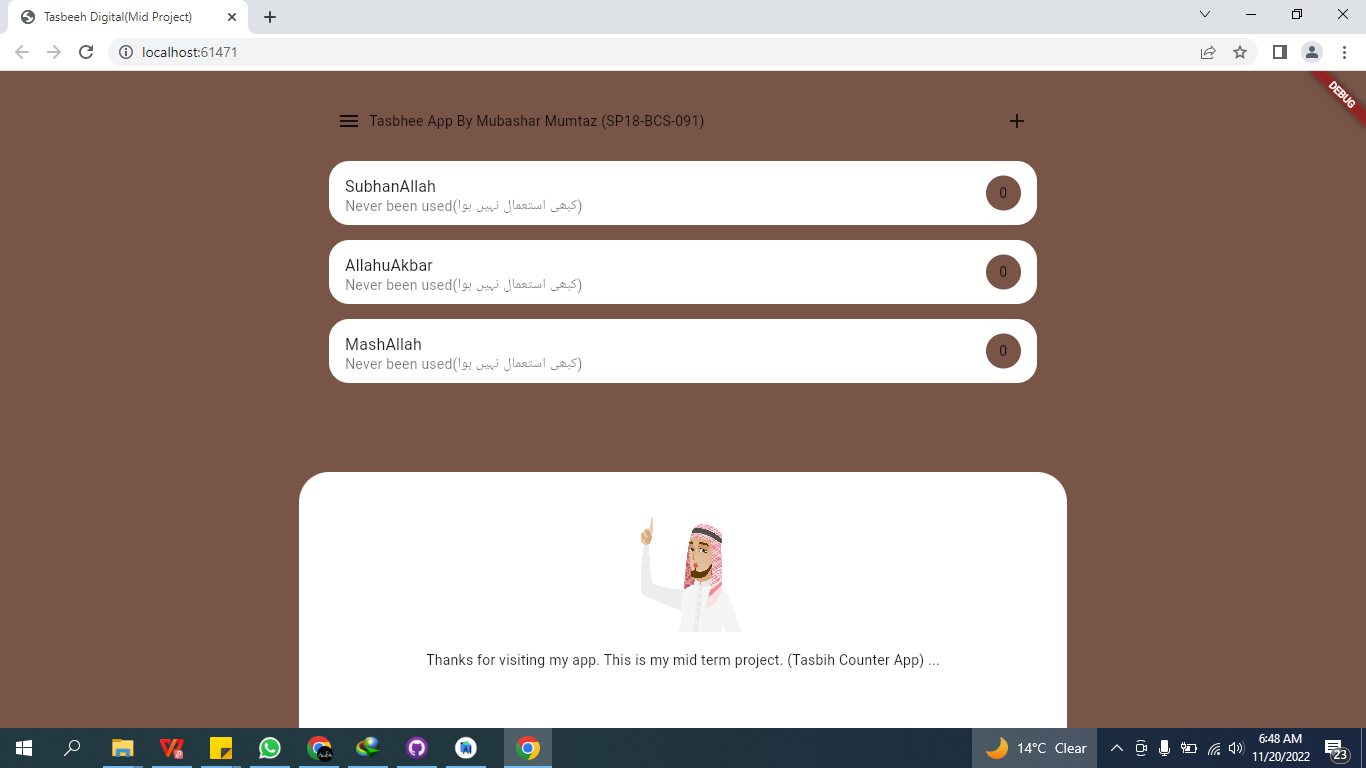 Tasbeeh Digital(Mid Project)
localhost:61471
DEBUG
Tasbhee App By Mubashar Mumtaz (SP18-BCS-091)
SubhanAllah
0
Never been used(کبھی استعمال نہیں ہوا)
AllahuAkbar
0
Never been used(کبھی استعمال نہیں ہوا)
MashAllah
0
Never been used(کبھی استعمال نہیں ہوا)
Thanks for visiting my app. This is my mid term project. (Tasbih Counter App) ...
14°C Clear
6:48 AM
11/20/2022
23